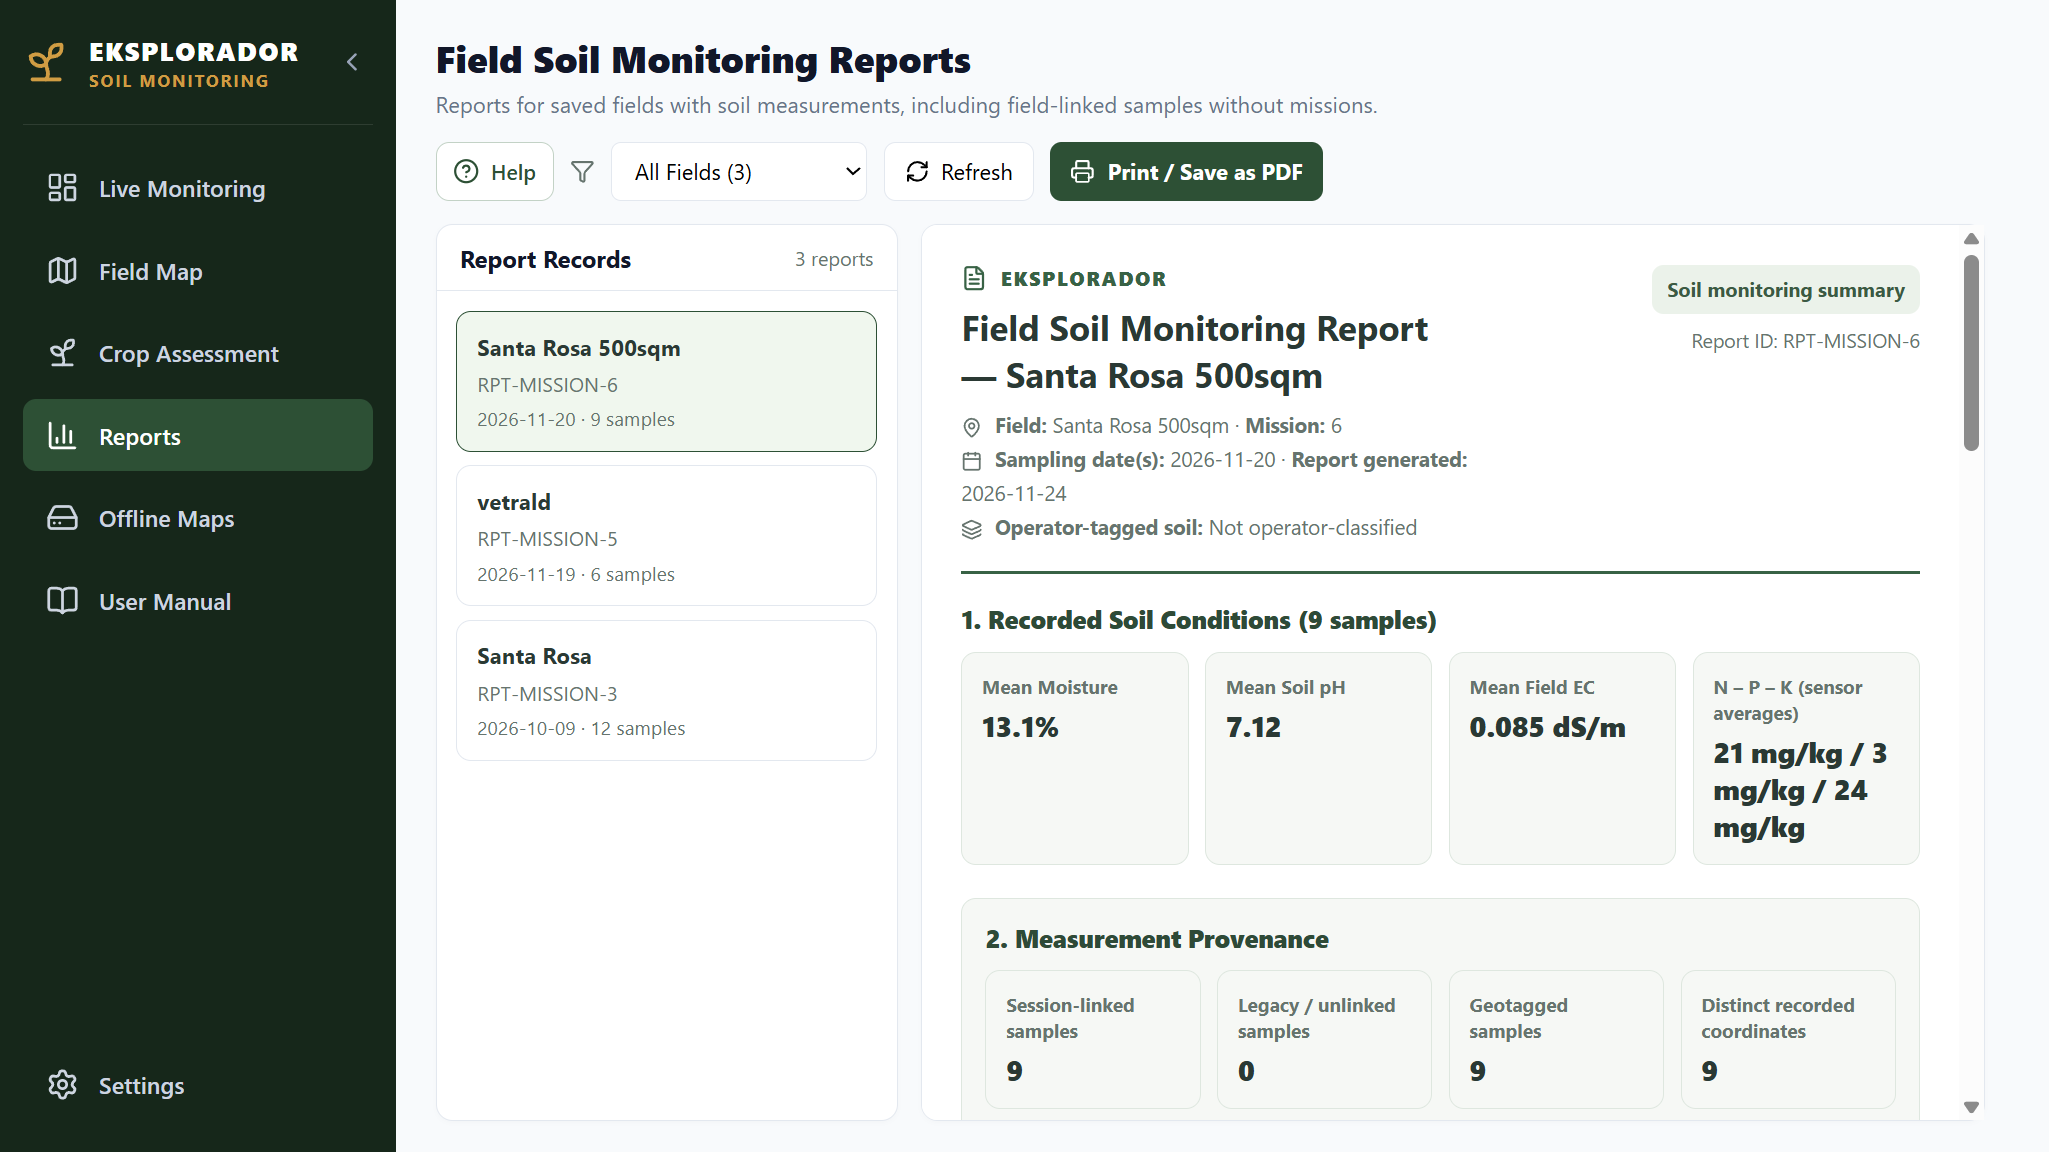 EKSPLORADOR
SOIL MONITORING
Live Monitoring
Field Map
Crop Assessment
Reports
Offline Maps
User Manual
Settings
Field Soil Monitoring Reports
Reports for saved fields with soil measurements, including field-linked samples without missions.
Help
All Fields (3)
Refresh
Print / Save as PDF
Report Records
3 reports
Santa Rosa 500sqm
RPT-MISSION-6
2026-11-20 · 9 samples
vetrald
RPT-MISSION-5
2026-11-19 · 6 samples
Santa Rosa
RPT-MISSION-3
2026-10-09 · 12 samples
EKSPLORADOR
Field Soil Monitoring Report
— Santa Rosa 500sqm
Soil monitoring summary
Report ID: RPT-MISSION-6
Field: Santa Rosa 500sqm · Mission: 6
Sampling date(s): 2026-11-20 · Report generated:
2026-11-24
Operator-tagged soil: Not operator-classified
1. Recorded Soil Conditions (9 samples)
Mean Moisture
13.1%
Mean Soil pH
7.12
Mean Field EC
0.085 dS/m
N – P – K (sensor
averages)
21 mg/kg / 3
mg/kg / 24
mg/kg
2. Measurement Provenance
Session-linked
samples
9
Legacy / unlinked
samples
0
Geotagged
samples
9
Distinct recorded
coordinates
9